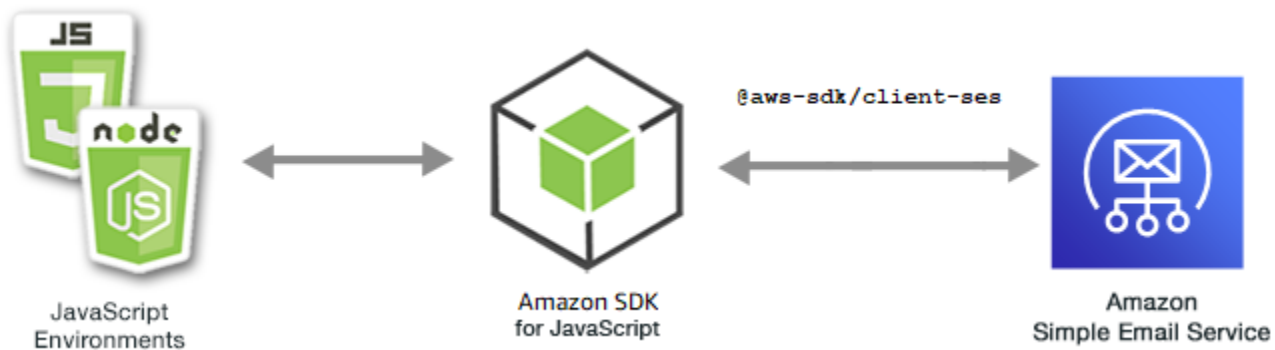 JS
node
JS
@aws-sdk/client-ses
JavaScript
Environments
Amazon SDK
for JavaScript
Amazon
Simple Email Service